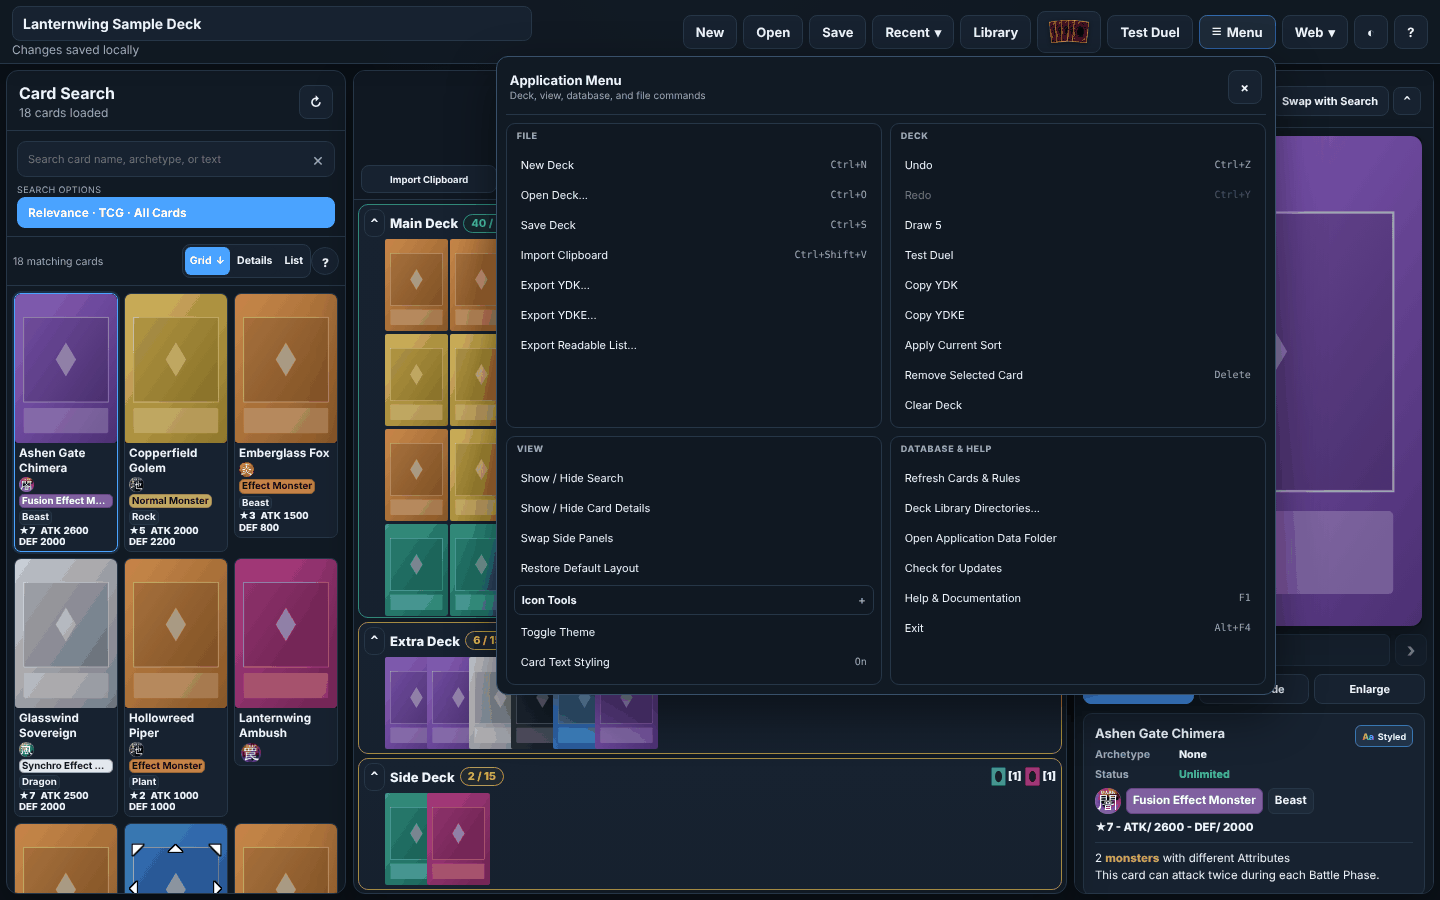 Lanternwing Sample Deck
Changes saved locally
New
Open
Save
Recent ▾
Library
Test Duel
☰ Menu
Web ▾
?
Card Search
18 cards loaded
Search card name, archetype, or text
SEARCH OPTIONS
Relevance · TCG · All Cards
18 matching cards
Grid ↓
Details
List
?
Ashen Gate
Chimera
闇
Fusion Effect M...
Beast
★7 ATK 2600
DEF 2000
Copperfield
Golem
地
Normal Monster
Rock
★5 ATK 2000
DEF 2200
Emberglass Fox
炎
Effect Monster
Beast
★3 ATK 1500
DEF 800
Glasswind
Sovereign
風
Synchro Effect ...
Dragon
★7 ATK 2500
DEF 2000
Hollowreed
Piper
地
Effect Monster
Plant
★2 ATK 1000
DEF 1000
Lanternwing
Ambush
罠
Import Clipboard
Main Deck
40 /
Extra Deck
6 / 15
Side Deck
2 / 15
[1]
[1]
Application Menu
Deck, view, database, and file commands
×
FILE
New Deck Ctrl+N
Open Deck... Ctrl+O
Save Deck Ctrl+S
Import Clipboard Ctrl+Shift+V
Export YDK...
Export YDKE...
Export Readable List...
DECK
Undo Ctrl+Z
Redo Ctrl+Y
Draw 5
Test Duel
Copy YDK
Copy YDKE
Apply Current Sort
Remove Selected Card Delete
Clear Deck
VIEW
Show / Hide Search
Show / Hide Card Details
Swap Side Panels
Restore Default Layout
Icon Tools +
Toggle Theme
Card Text Styling On
DATABASE & HELP
Refresh Cards & Rules
Deck Library Directories...
Open Application Data Folder
Check for Updates
Help & Documentation F1
Exit Alt+F4
Swap with Search
Enlarge
Ashen Gate Chimera
Aa Styled
Archetype None
Status Unlimited
闇
Fusion Effect Monster
Beast
★7 - ATK/ 2600 - DEF/ 2000
2 monsters with different Attributes
This card can attack twice during each Battle Phase.